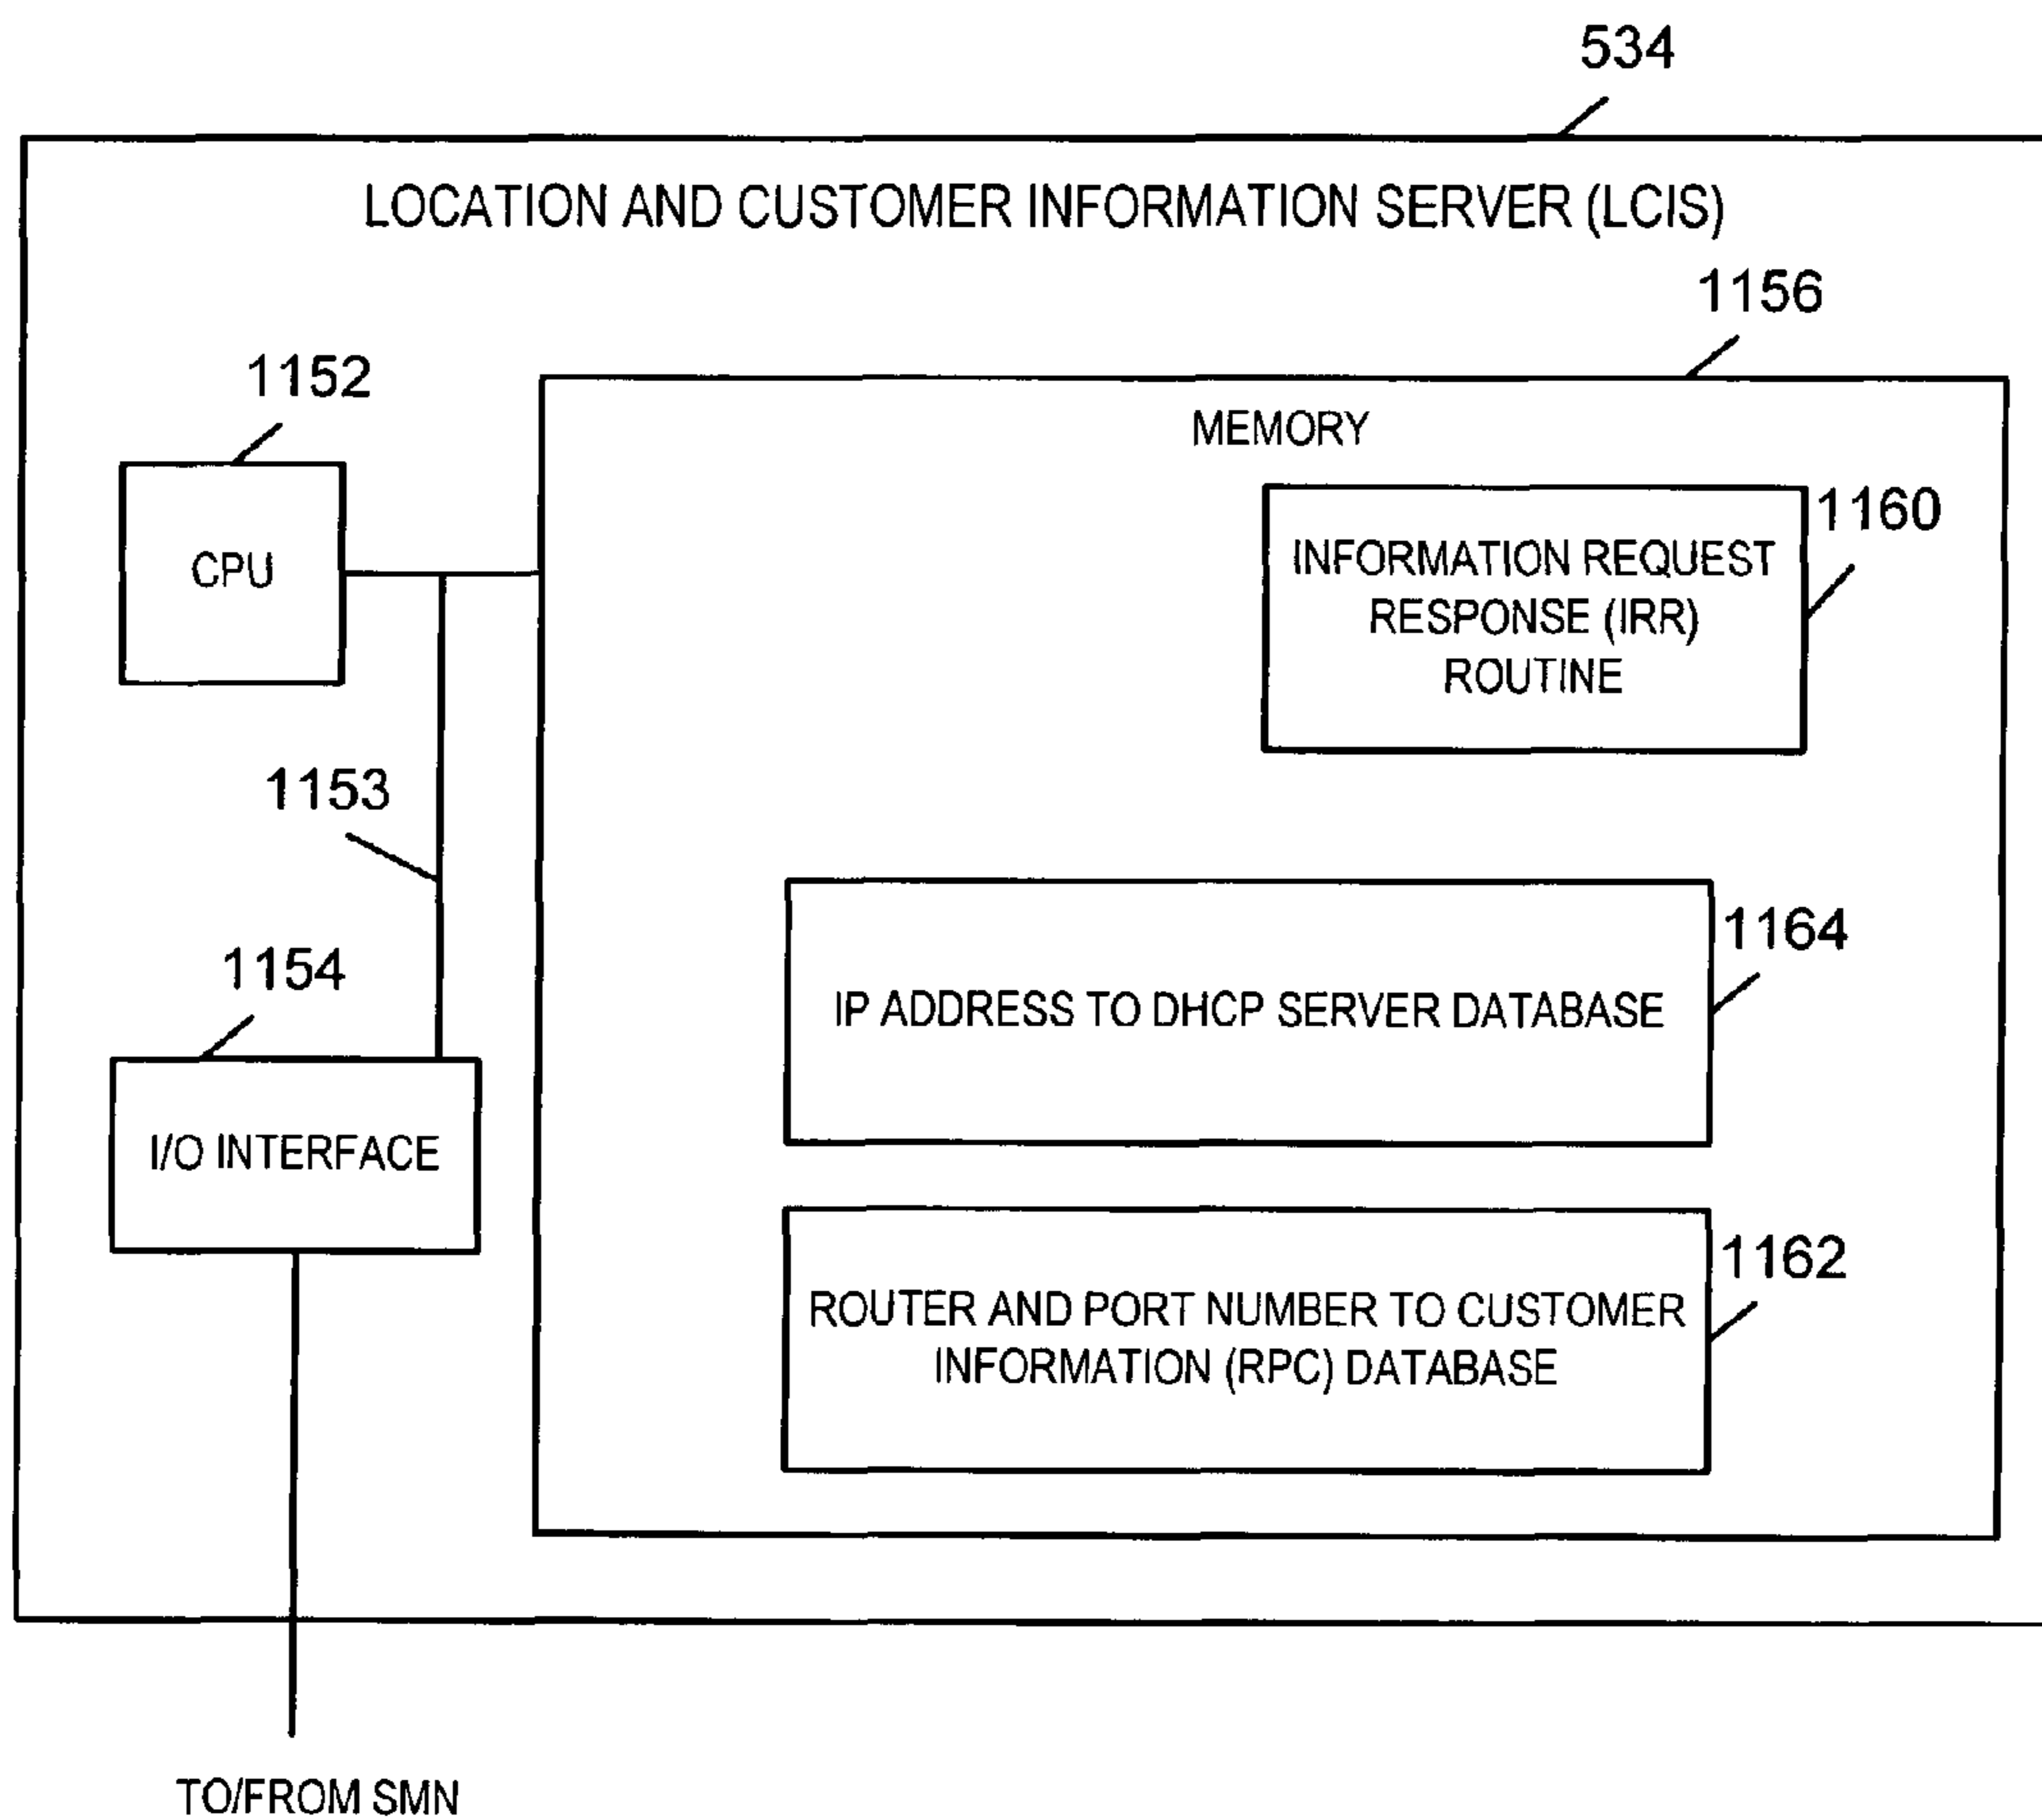 534
LOCATION AND CUSTOMER INFORMATION SERVER (LCIS)
1156
1152
MEMORY
CPU
1160
INFORMATION REQUEST
RESPONSE (IRR)
ROUTINE
1153
1164
1154
IP ADDRESS TO DHCP SERVER DATABASE
I/O INTERFACE
1162
ROUTER AND PORT NUMBER TO CUSTOMER
INFORMATION (RPC) DATABASE
TO/FROM SMN